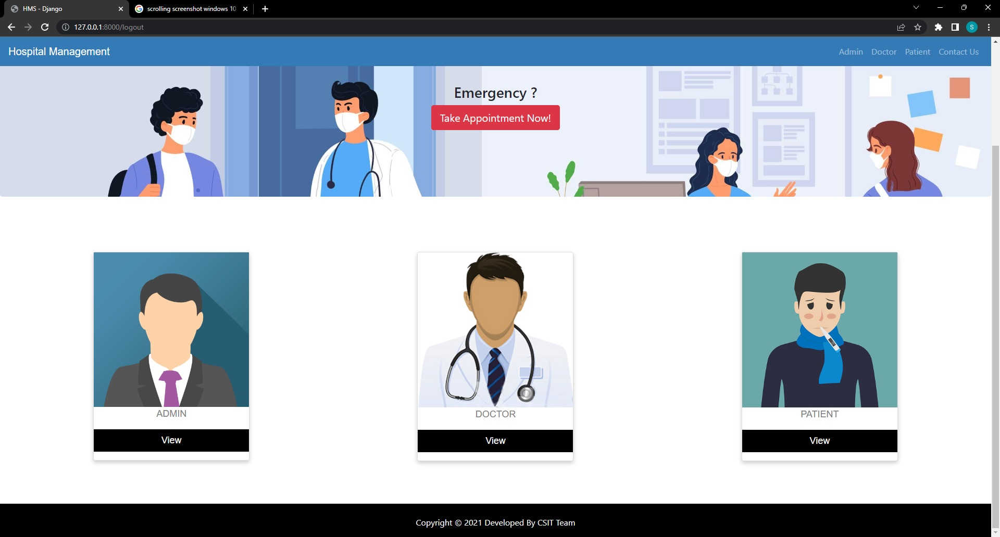 HMS - Django
scrolling screenshot windows 10
127.0.0.1:8000/logout
S
Hospital Management
Admin Doctor Patient Contact Us
Emergency ?
Take Appointment Now!
ADMIN
View
DOCTOR
View
PATIENT
View
Copyright © 2021 Developed By CSIT Team